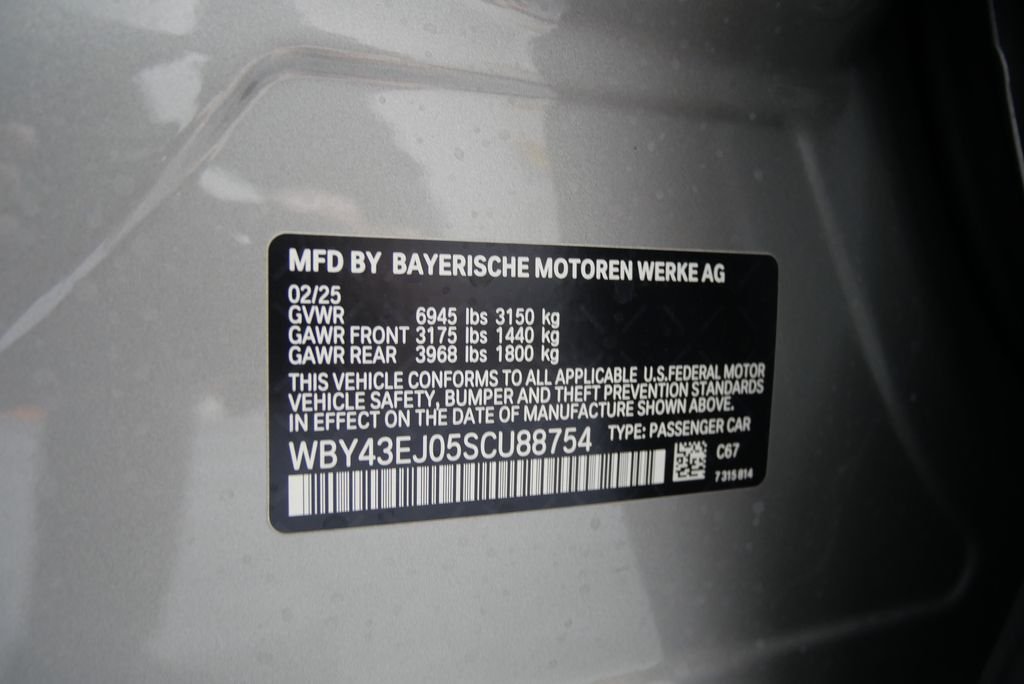 MFD BY BAYERISCHE MOTOREN WERKE AG
02/25
GVWR 6945 lbs 3150 kg
GAWR FRONT 3175 lbs 1440 kg
GAWR REAR 3968 lbs 1800 kg
THIS VEHICLE CONFORMS TO ALL APPLICABLE U.S.FEDERAL MOTOR
VEHICLE SAFETY, BUMPER AND THEFT PREVENTION STANDARDS
IN EFFECT ON THE DATE OF MANUFACTURE SHOWN ABOVE.
WBY43EJ05SCU88754 TYPE: PASSENGER CAR
C67
7315814